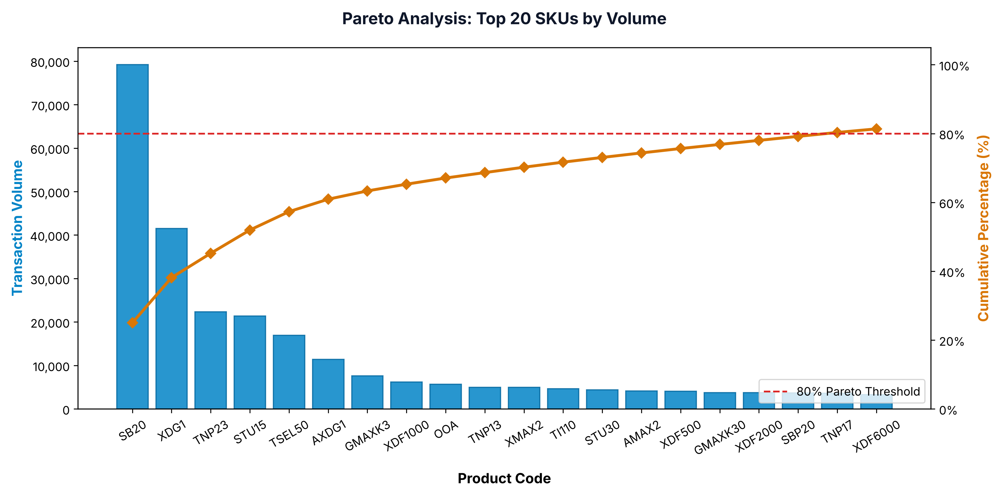 Pareto Analysis: Top 20 SKUs by Volume
Transaction Volume
80,000
70,000
60,000
50,000
40,000
30,000
20,000
10,000
0
100%
80%
60%
40%
20%
0%
Cumulative Percentage (%)
80% Pareto Threshold
SB20
XDG1
TNP23
STU15
TSEL50
AXDG1
GMAXK3
XDF1000
OOA
TNP13
XMAX2
TI110
STU30
AMAX2
XDF500
GMAXK30
XDF2000
SBP20
TNP17
XDF6000
Product Code